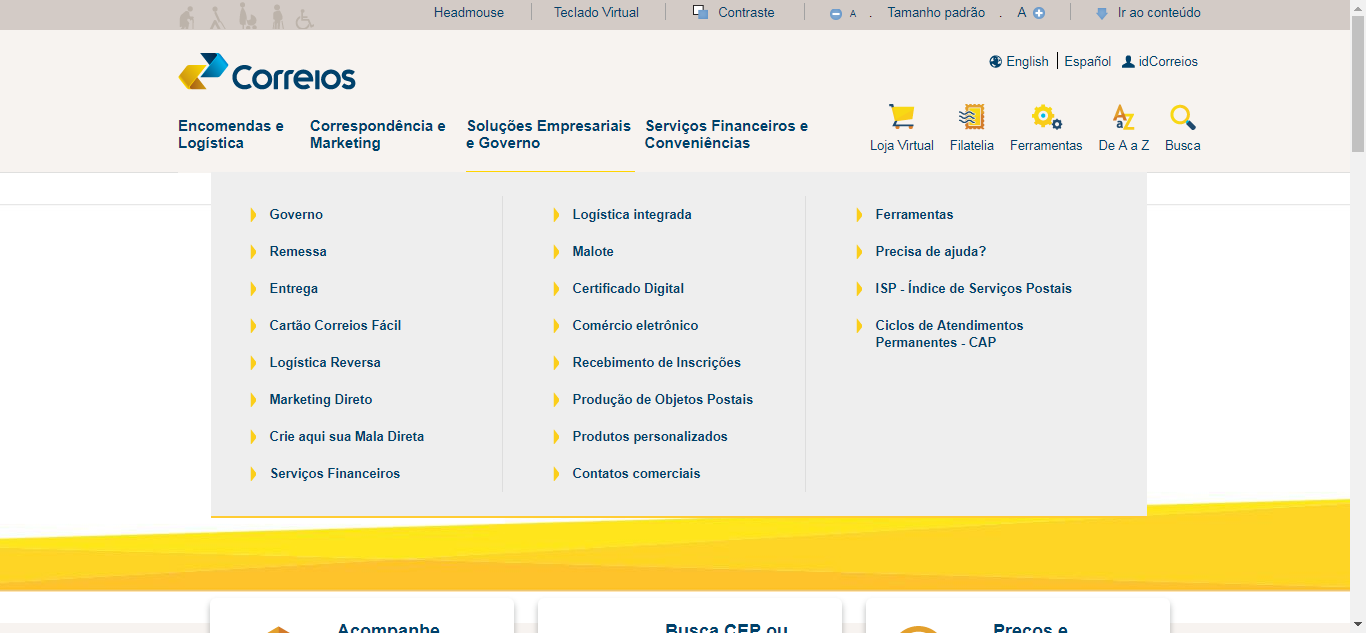 Headmouse
Teclado Virtual
Contraste
A . Tamanho padrão . A
Ir ao conteúdo
Correios
English
Español
idCorreios
Encomendas e
Logística
Correspondência e
Marketing
Soluções Empresariais
e Governo
Serviços Financeiros e
Conveniências
Loja Virtual
Filatelia
Ferramentas
De A a Z
Busca
Governo
Remessa
Entrega
Cartão Correios Fácil
Logística Reversa
Marketing Direto
Crie aqui sua Mala Direta
Serviços Financeiros
Logística integrada
Malote
Certificado Digital
Comércio eletrônico
Recebimento de Inscrições
Produção de Objetos Postais
Produtos personalizados
Contatos comerciais
Ferramentas
Precisa de ajuda?
ISP - Índice de Serviços Postais
Ciclos de Atendimentos
Permanentes - CAP
Acompanhe
Busca CEP ou
Preços e